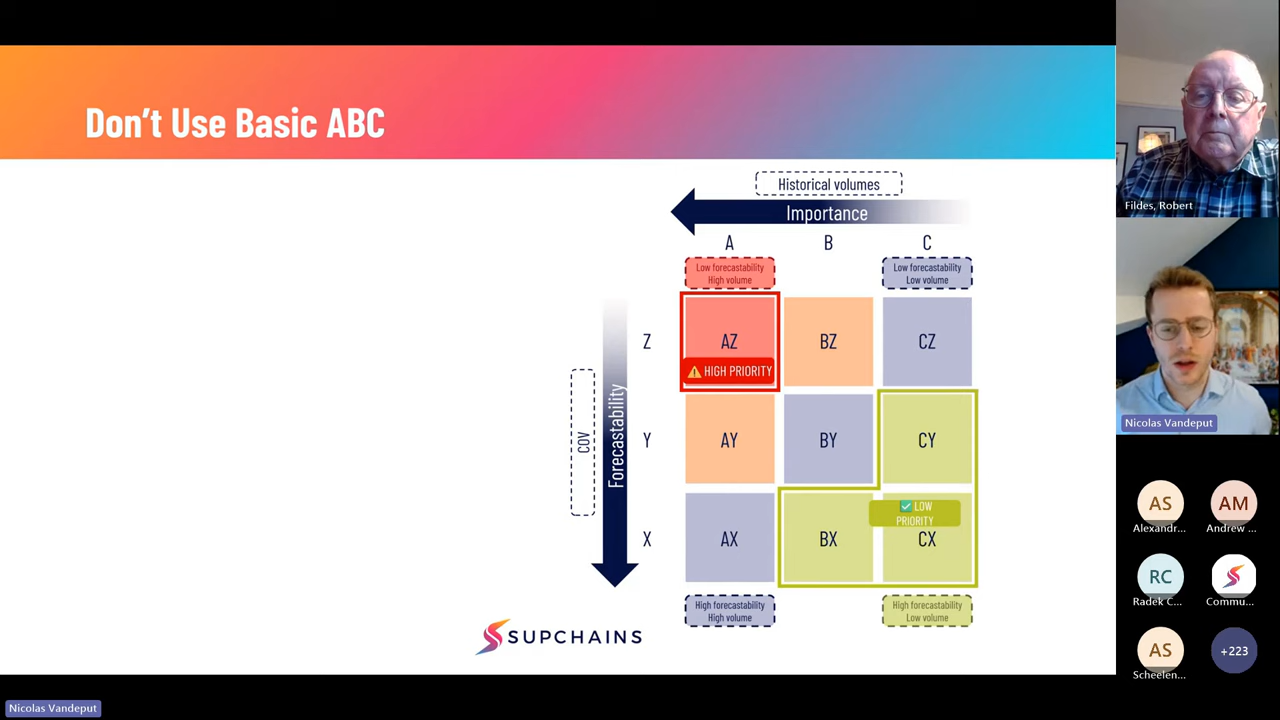 Don't Use Basic ABC
Historical volumes
Importance
A
B
C
Low forecastability
High volume
Low forecastability
Low volume
Z
AZ
⚠️ HIGH PRIORITY
BZ
CZ
COV
Forecastability
Y
AY
BY
CY
X
AX
BX
✅ LOW
PRIORITY
CX
High forecastability
High volume
High forecastability
Low volume
SUPCHAINS
Fildes, Robert
Nicolas Vandeput
AS
Alexandr...
AM
Andrew ...
RC
Radek C...
Commu...
AS
Scheelen...
+223
Nicolas Vandeput